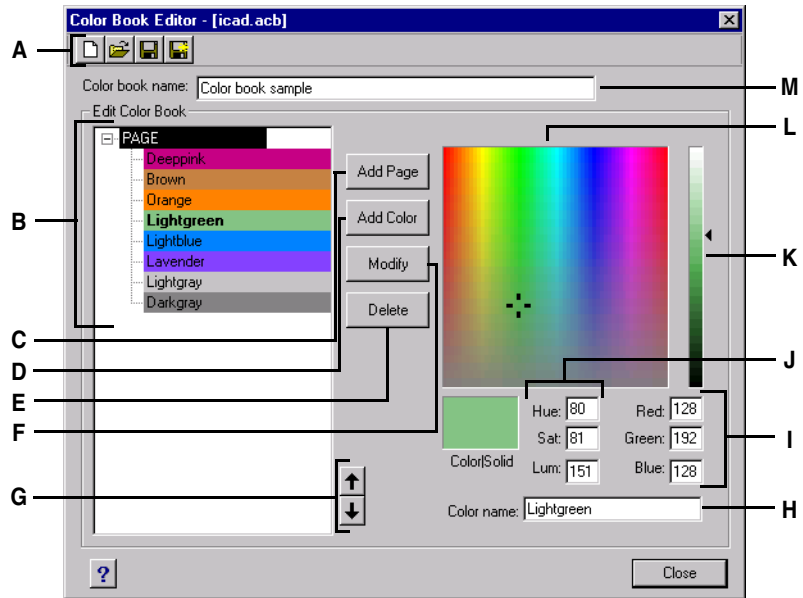 Color Book Editor - [icad.acb]
A
Color book name: Color book sample
M
Edit Color Book
L
PAGE
Deeppink
Brown
Orange
Lightgreen
Lightblue
Lavender
Lightgray
Darkgray
B
Add Page
Add Color
Modify
Delete
K
C
D
E
F
J
Hue: 80
Sat: 81
Lum: 151
Red: 128
Green: 192
Blue: 128
I
Color|Solid
G
Color name: Lightgreen
H
?
Close